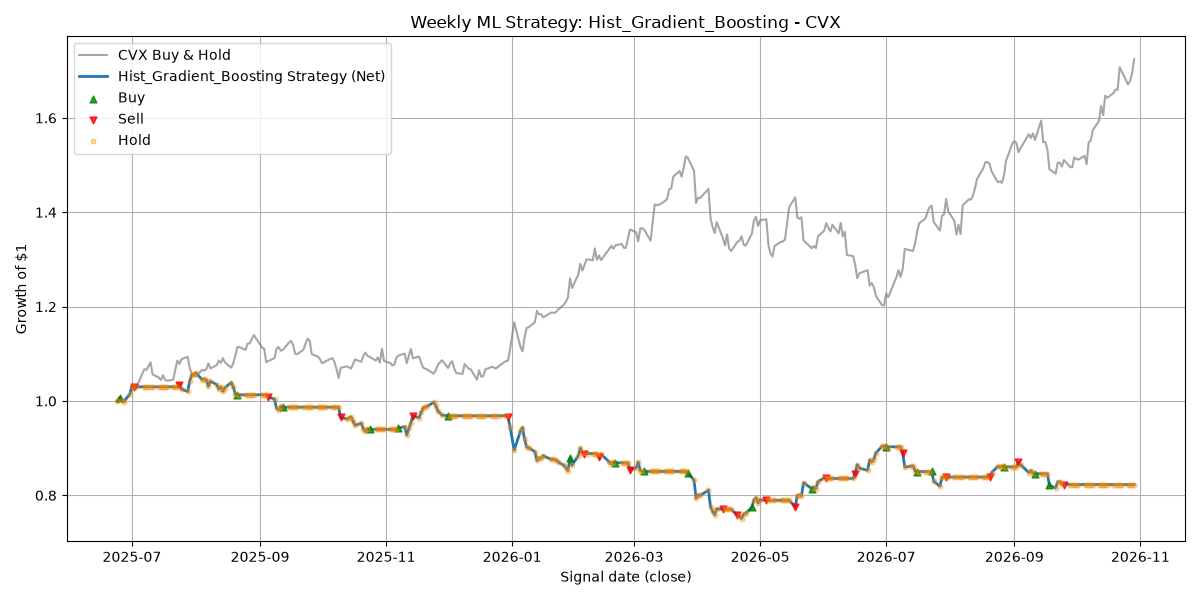 Weekly ML Strategy: Hist_Gradient_Boosting - CVX
CVX Buy & Hold
Hist_Gradient_Boosting Strategy (Net)
Buy
Sell
Hold
Growth of $1
1.6
1.4
1.2
1.0
0.8
2025-07
2025-09
2025-11
2026-01
2026-03
2026-05
2026-07
2026-09
2026-11
Signal date (close)